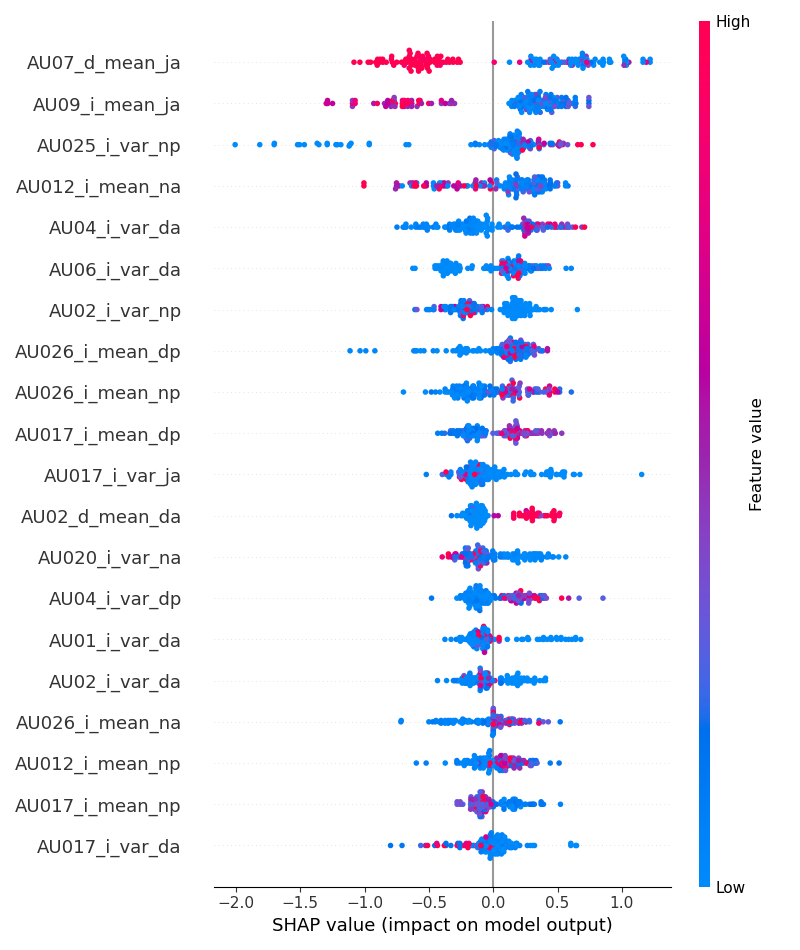 High
AU07_d_mean_ja
AU09_i_mean_ja
AU025_i_var_np
AU012_i_mean_na
AU04_i_var_da
AU06_i_var_da
AU02_i_var_np
AU026_i_mean_dp
AU026_i_mean_np
AU017_i_mean_dp
AU017_i_var_ja
AU02_d_mean_da
AU020_i_var_na
AU04_i_var_dp
AU01_i_var_da
AU02_i_var_da
AU026_i_mean_na
AU012_i_mean_np
AU017_i_mean_np
AU017_i_var_da
Feature value
Low
−2.0 −1.5 −1.0 −0.5 0.0 0.5 1.0
SHAP value (impact on model output)